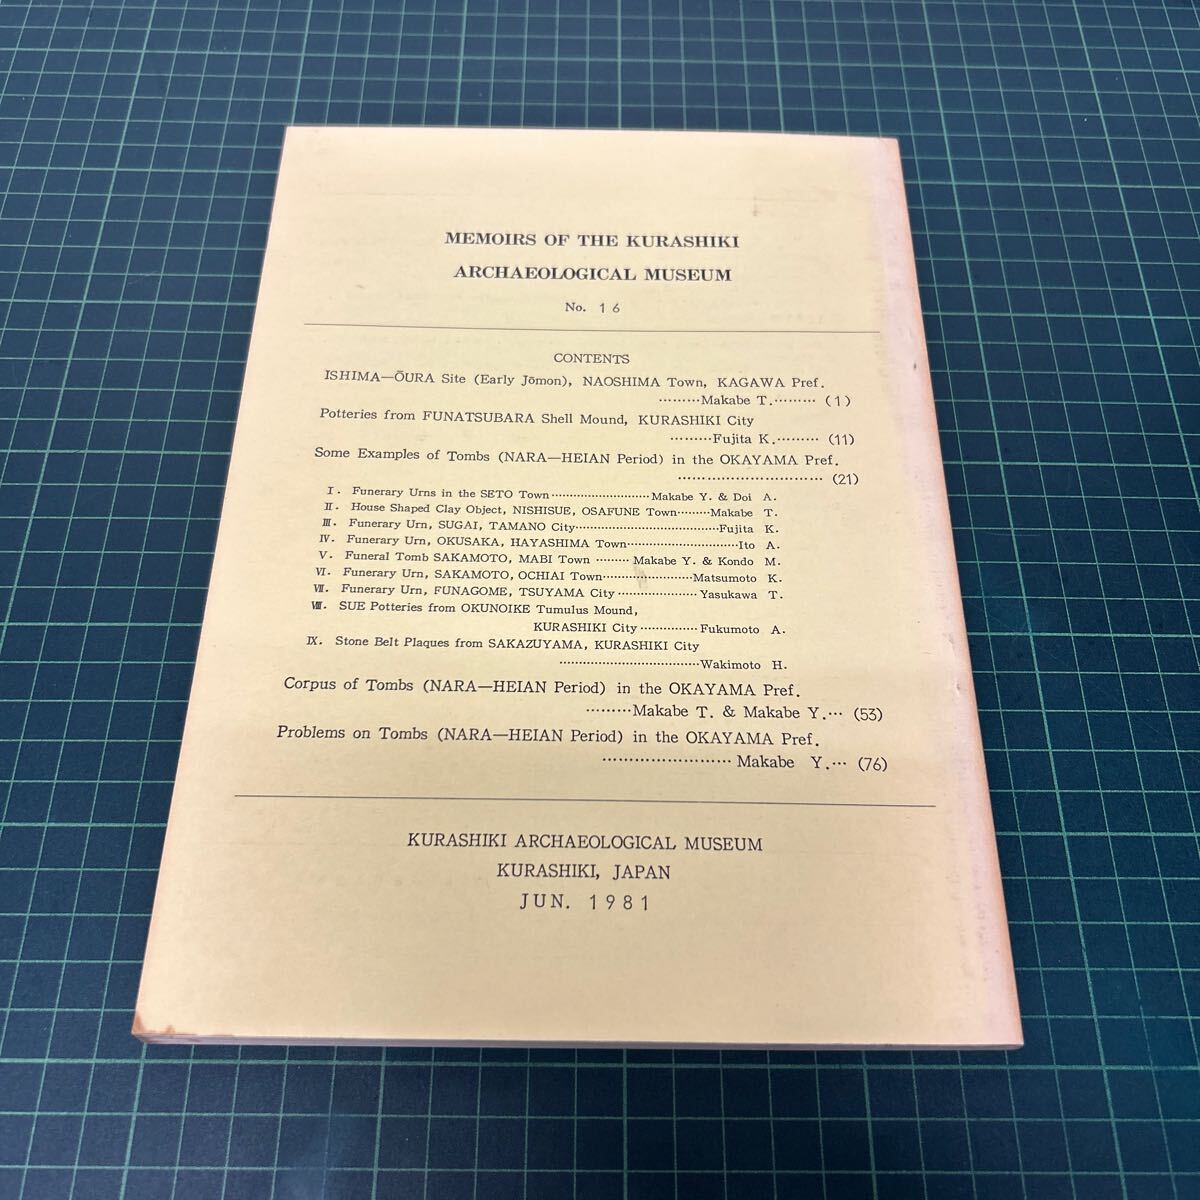 MEMOIRS OF THE KURASHIKI
ARCHAEOLOGICAL MUSEUM
No. 16
CONTENTS
ISHIMA—ŌURA Site (Early Jōmon), NAOSHIMA Town, KAGAWA Pref.
·········Makabe T.········· (1)
Potteries from FUNATSUBARA Shell Mound, KURASHIKI City
·········Fujita K.········· (11)
Some Examples of Tombs (NARA—HEIAN Period) in the OKAYAMA Pref.
······························ (21)
I. Funerary Urns in the SETO Town····························Makabe Y. & Doi A.
II. House Shaped Clay Object, NISHISUE, OSAFUNE Town·········Makabe T.
III. Funerary Urn, SUGAI, TAMANO City·········································Fujita K.
IV. Funerary Urn, OKUSAKA, HAYASHIMA Town································Ito A.
V. Funeral Tomb SAKAMOTO, MABI Town ········· Makabe Y. & Kondo M.
VI. Funerary Urn, SAKAMOTO, OCHIAI Town·························Matsumoto K.
VII. Funerary Urn, FUNAGOME, TSUYAMA City ······················ Yasukawa T.
VIII. SUE Potteries from OKUNOIKE Tumulus Mound,
KURASHIKI City ··············· Fukumoto A.
IX. Stone Belt Plaques from SAKAZUYAMA, KURASHIKI City
·······································Wakimoto H.
Corpus of Tombs (NARA—HEIAN Period) in the OKAYAMA Pref.
·········Makabe T. & Makabe Y.··· (53)
Problems on Tombs (NARA—HEIAN Period) in the OKAYAMA Pref.
························· Makabe Y.··· (76)
KURASHIKI ARCHAEOLOGICAL MUSEUM
KURASHIKI, JAPAN
JUN. 1981